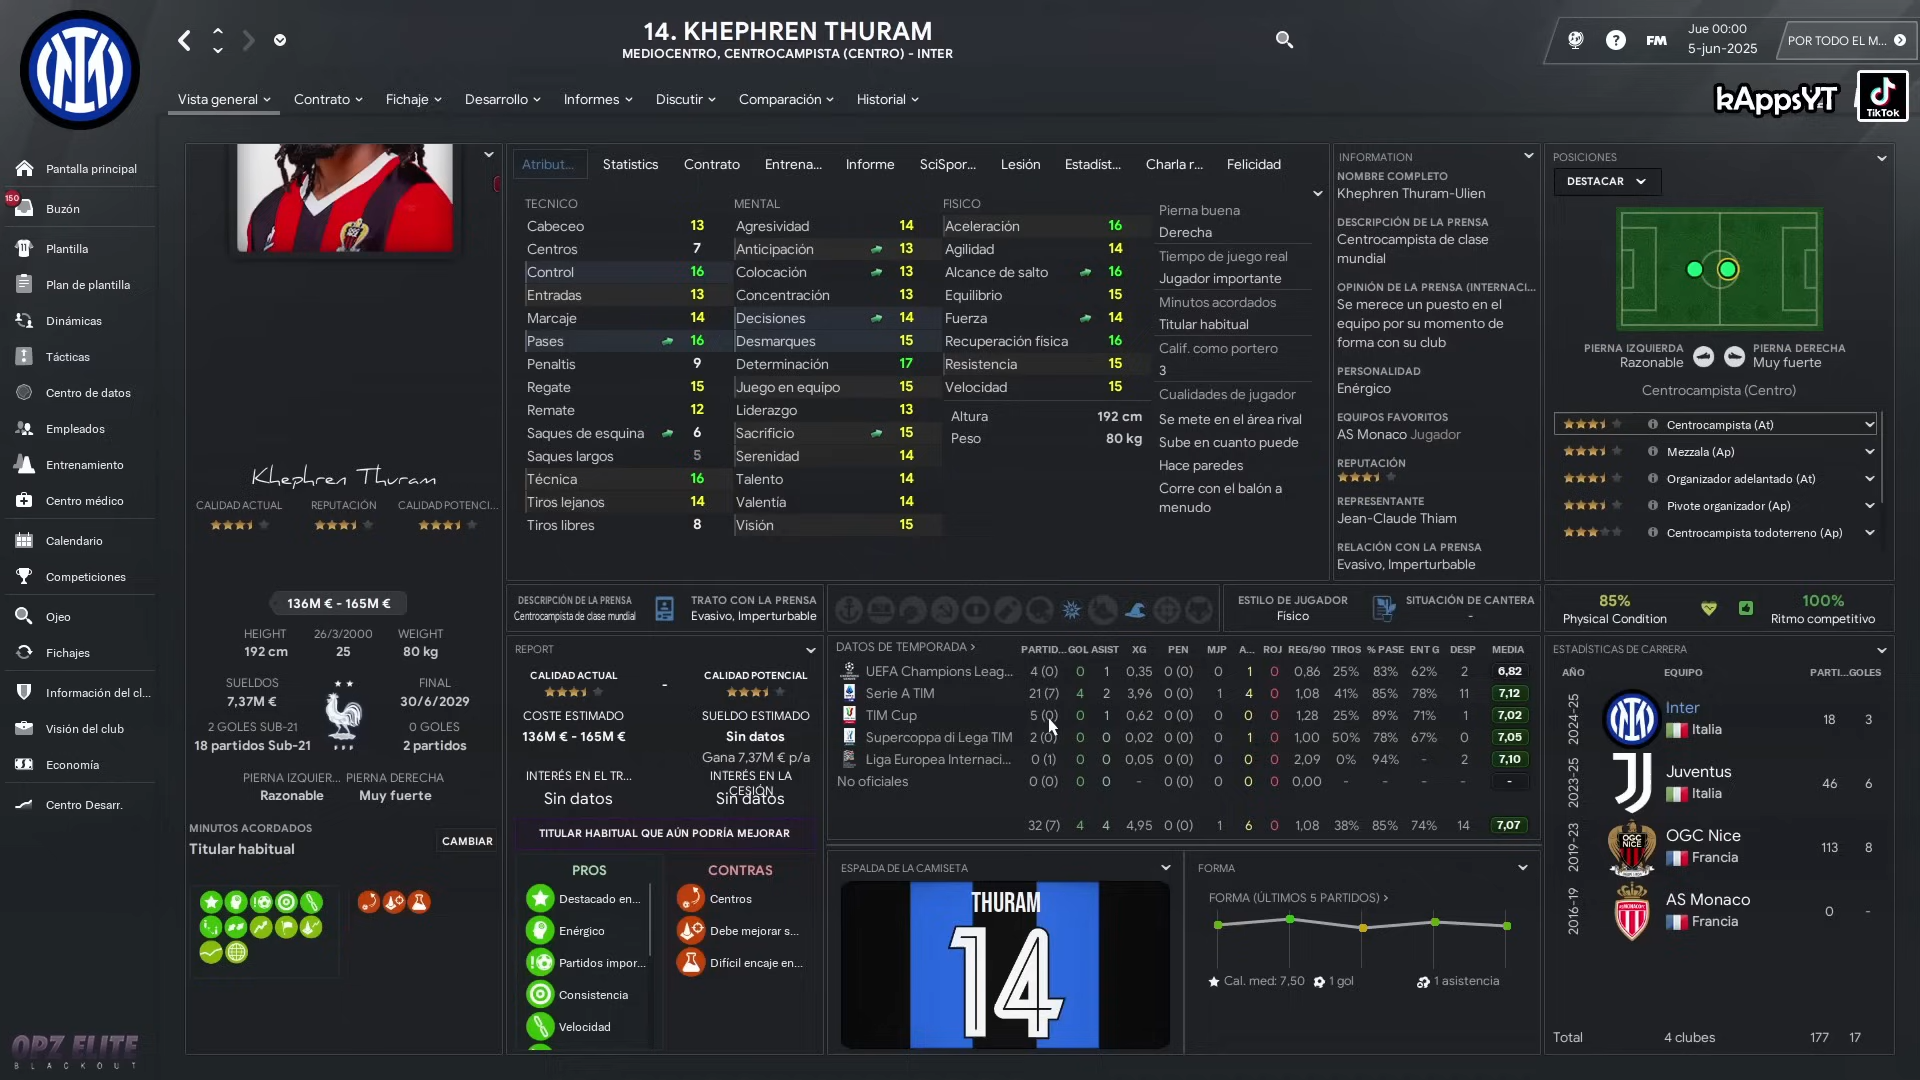 14. KHEPHREN THURAM
MEDIOCENTRO, CENTROCAMPISTA (CENTRO) - INTER
FM
Jue 00:00
5-jun-2025
POR TODO EL M...
Vista general
Contrato
Fichaje
Desarrollo
Informes
Discutir
Comparación
Historial
kAppsYT
TikTok
Pantalla principal
150
Buzón
Plantilla
Plan de plantilla
Dinámicas
Tácticas
Centro de datos
Empleados
Entrenamiento
Centro médico
Calendario
Competiciones
Ojeo
Fichajes
Información del cl...
Visión del club
Economía
Centro Desarr.
OPZ ELITE
BLACKOUT
Khephren Thuram
CALIDAD ACTUAL
REPUTACIÓN
CALIDAD POTENCI...
136M € - 165M €
HEIGHT
26/3/2000
WEIGHT
192 cm
25
80 kg
SUELDOS
FINAL
7,37M €
30/6/2029
2 GOLES SUB-21
0 GOLES
18 partidos Sub-21
2 partidos
PIERNA IZQUIER...
PIERNA DERECHA
Razonable
Muy fuerte
MINUTOS ACORDADOS
Titular habitual
CAMBIAR
Atribut...
Statistics
Contrato
Entrena...
Informe
SciSpor...
Lesión
Estadíst...
Charla r...
Felicidad
TECNICO
Cabeceo 13
Centros 7
Control 16
Entradas 13
Marcaje 14
Pases 16
Penaltis 9
Regate 15
Remate 12
Saques de esquina 6
Saques largos 5
Técnica 16
Tiros lejanos 14
Tiros libres 8
MENTAL
Agresividad 14
Anticipación 13
Colocación 13
Concentración 13
Decisiones 14
Desmarques 15
Determinación 17
Juego en equipo 15
Liderazgo 13
Sacrificio 15
Serenidad 14
Talento 14
Valentía 14
Visión 15
FISICO
Aceleración 16
Agilidad 14
Alcance de salto 16
Equilibrio 15
Fuerza 14
Recuperación física 16
Resistencia 15
Velocidad 15
Altura 192 cm
Peso 80 kg
Pierna buena
Derecha
Tiempo de juego real
Jugador importante
Minutos acordados
Titular habitual
Calif. como portero
3
Cualidades de jugador
Se mete en el área rival
Sube en cuanto puede
Hace paredes
Corre con el balón a
menudo
INFORMATION
NOMBRE COMPLETO
Khephren Thuram-Ulien
DESCRIPCIÓN DE LA PRENSA
Centrocampista de clase
mundial
OPINIÓN DE LA PRENSA (INTERNACI...
Se merece un puesto en el
equipo por su momento de
forma con su club
PERSONALIDAD
Enérgico
EQUIPOS FAVORITOS
AS Monaco Jugador
REPUTACIÓN
REPRESENTANTE
Jean-Claude Thiam
RELACIÓN CON LA PRENSA
Evasivo, Imperturbable
POSICIONES
DESTACAR
PIERNA IZQUIERDA
Razonable
PIERNA DERECHA
Muy fuerte
Centrocampista (Centro)
Centrocampista (At)
Mezzala (Ap)
Organizador adelantado (At)
Pivote organizador (Ap)
Centrocampista todoterreno (Ap)
DESCRIPCIÓN DE LA PRENSA
Centrocampista de clase mundial
TRATO CON LA PRENSA
Evasivo, Imperturbable
ESTILO DE JUGADOR
Físico
SITUACIÓN DE CANTERA
-
85%
Physical Condition
100%
Ritmo competitivo
REPORT
CALIDAD ACTUAL
-
CALIDAD POTENCIAL
COSTE ESTIMADO
136M € - 165M €
SUELDO ESTIMADO
Sin datos
Gana 7,37M € p/a
INTERÉS EN EL TR...
Sin datos
INTERÉS EN LA
CESIÓN
Sin datos
TITULAR HABITUAL QUE AÚN PODRÍA MEJORAR
PROS
Destacado en...
Enérgico
Partidos impor...
Consistencia
Velocidad
CONTRAS
Centros
Debe mejorar s...
Difícil encaje en...
DATOS DE TEMPORADA > PARTID... GOL ASIST XG PEN MJP A... ROJ REG/90 TIROS % PASE ENT G DESP MEDIA
UEFA Champions Leag... 4 (0) 0 1 0,35 0 (0) 0 1 0 0,86 25% 83% 62% 2 6,82
Serie A TIM 21 (7) 4 2 3,96 0 (0) 1 4 0 1,08 41% 85% 78% 11 7,12
TIM Cup 5 (0) 0 1 0,62 0 (0) 0 0 0 1,28 25% 89% 71% 1 7,02
Supercoppa di Lega TIM 2 (0) 0 0 0,02 0 (0) 0 1 0 1,00 50% 78% 67% 0 7,05
Liga Europea Internaci... 0 (1) 0 0 0,05 0 (0) 0 0 0 2,09 0% 94% - 2 7,10
No oficiales 0 (0) 0 0 - 0 (0) 0 0 0 0,00 - - - - -
32 (7) 4 4 4,95 0 (0) 1 6 0 1,08 38% 85% 74% 14 7,07
ESPALDA DE LA CAMISETA
THURAM
14
FORMA
FORMA (ÚLTIMOS 5 PARTIDOS) >
Cal. med: 7,50
1 gol
1 asistencia
ESTADÍSTICAS DE CARRERA
AÑO EQUIPO PARTI... GOLES
2024-25 Inter 18 3
Italia
2023-25 Juventus 46 6
Italia
2019-23 OGC Nice 113 8
Francia
2016-19 AS Monaco 0 -
Francia
Total 4 clubes 177 17